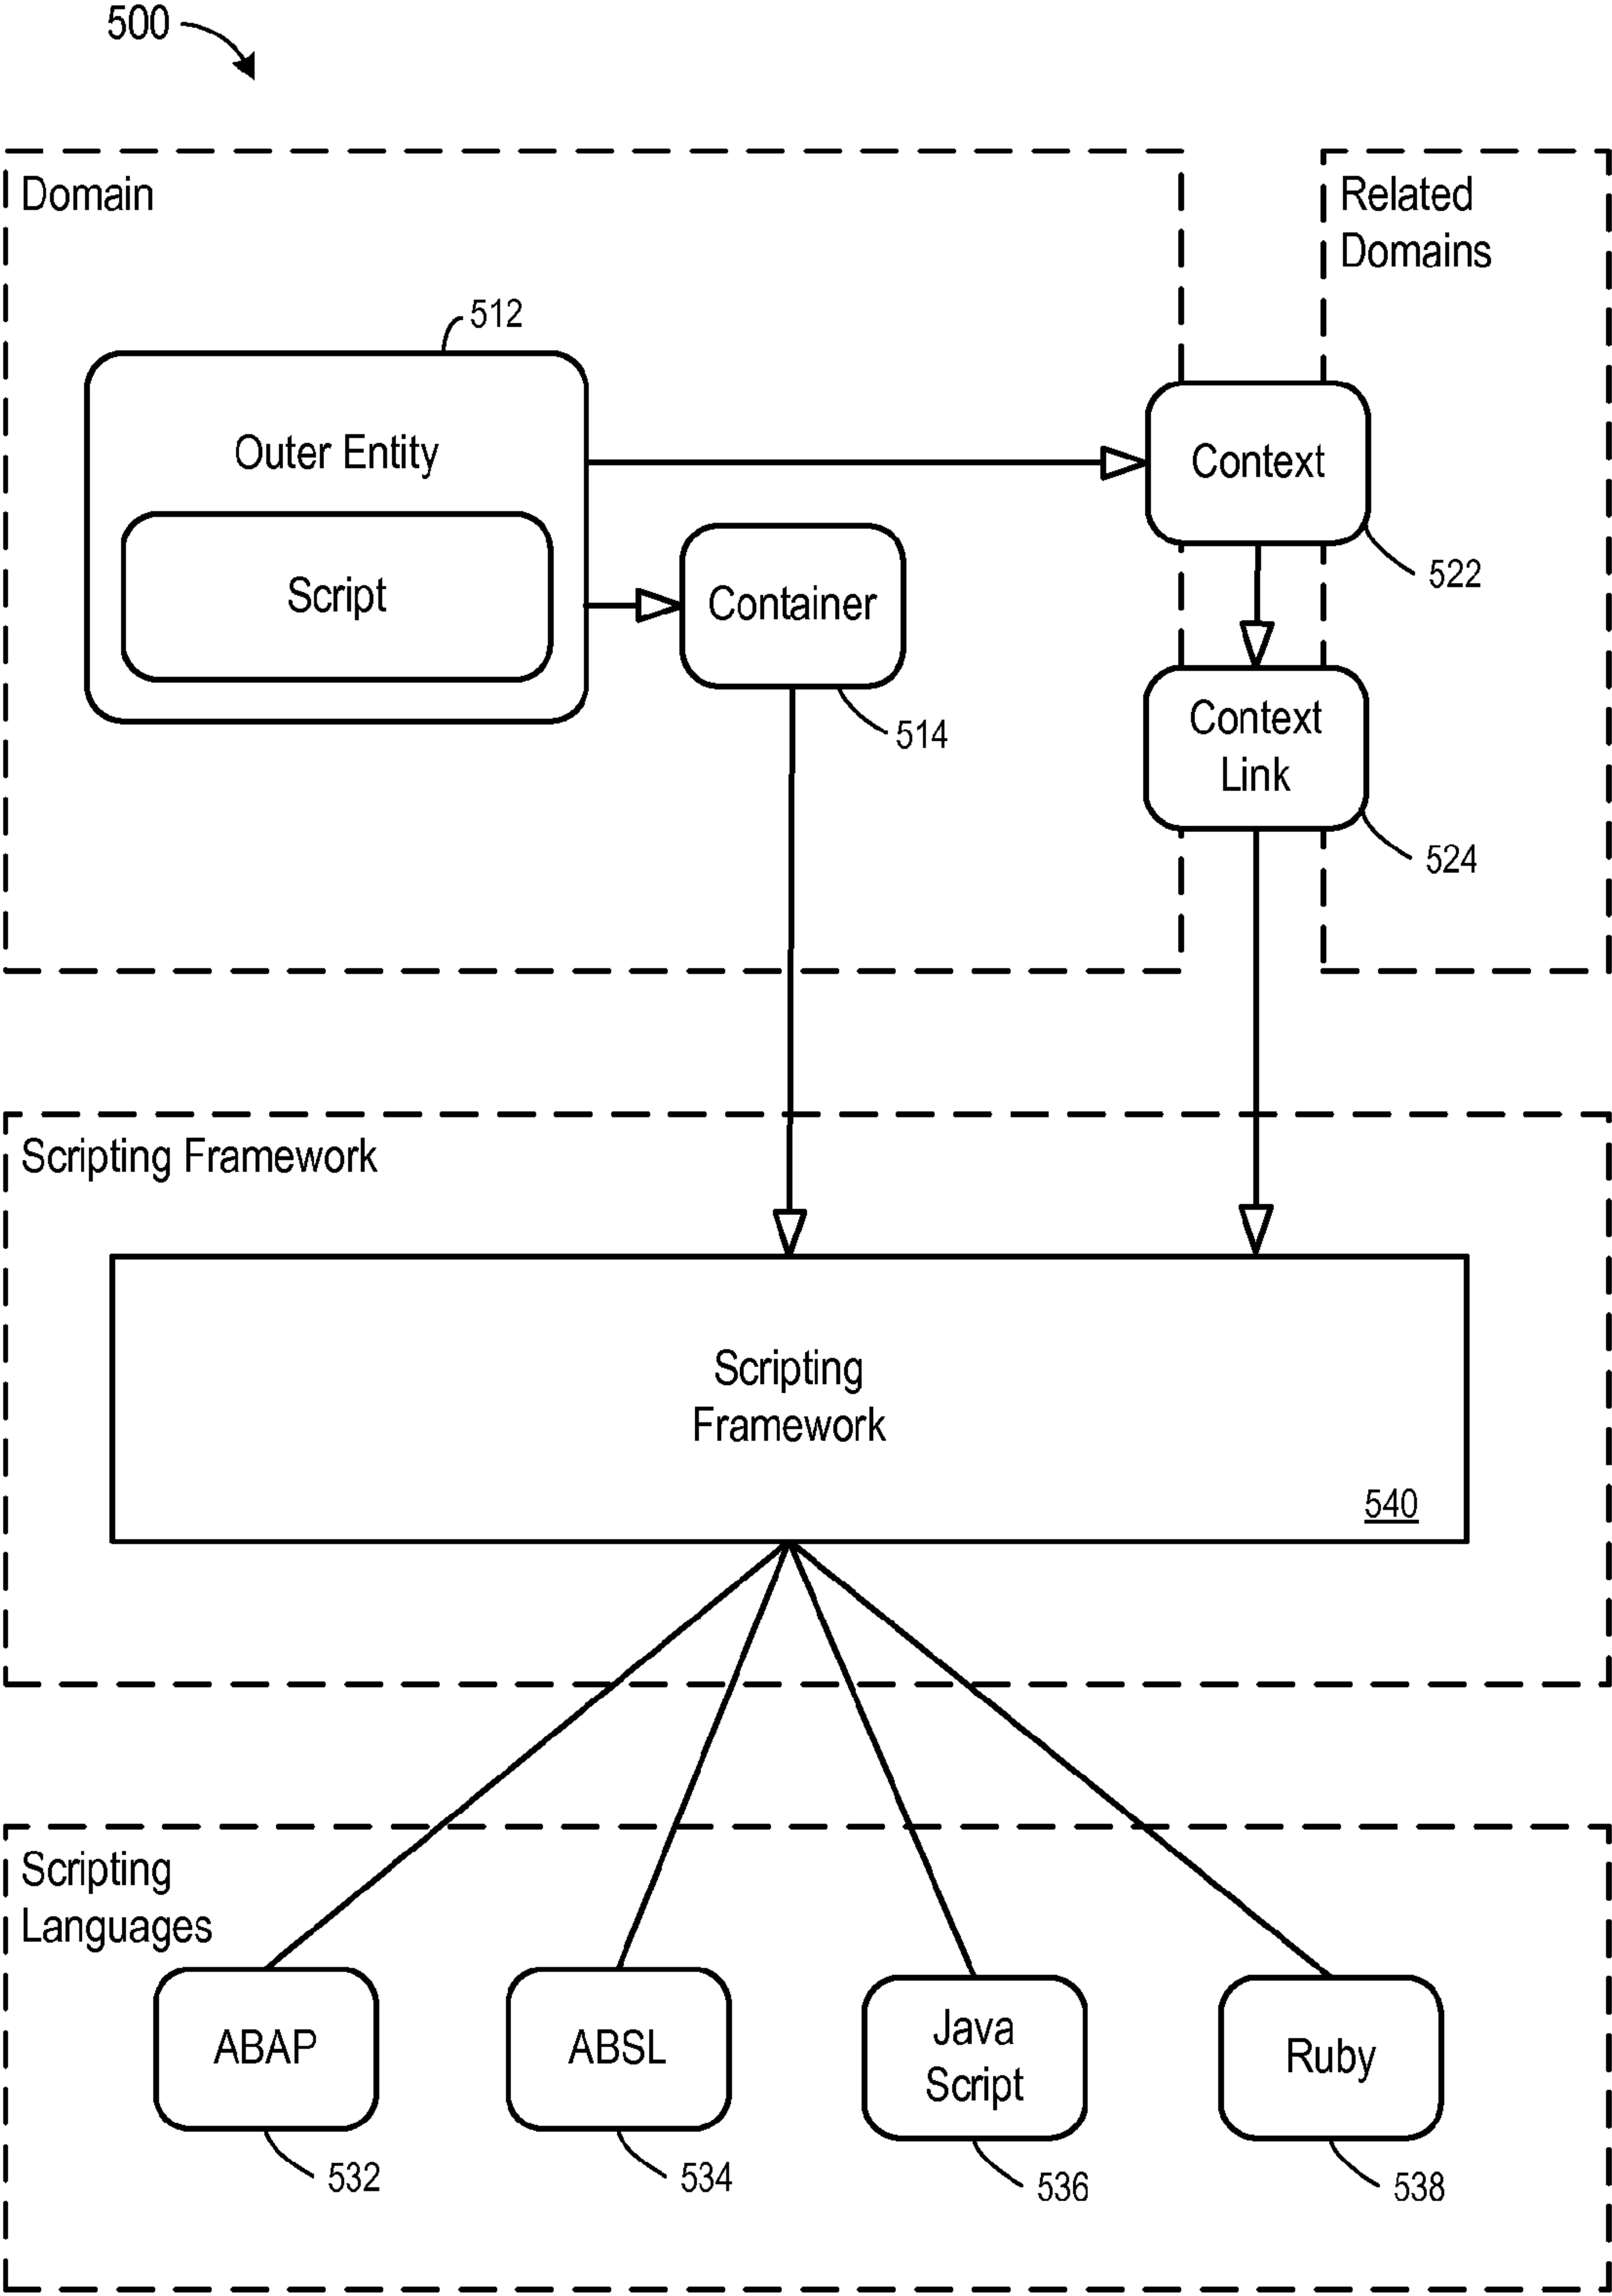 500
Domain
Related
Domains
512
Outer Entity
Script
Container
514
Context
522
Context
Link
524
Scripting Framework
Scripting
Framework
540
Scripting
Languages
ABAP
ABSL
Java
Script
Ruby
532
534
536
538